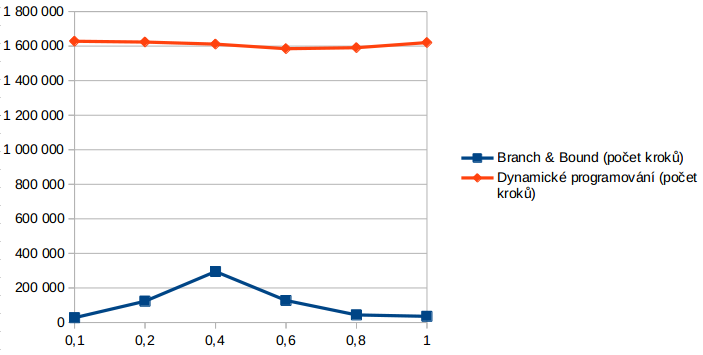 1 800 000
1 600 000
1 400 000
1 200 000
1 000 000
800 000
600 000
400 000
200 000
0
0,1 0,2 0,4 0,6 0,8 1
Branch & Bound (počet kroků)
Dynamické programování (počet
kroků)